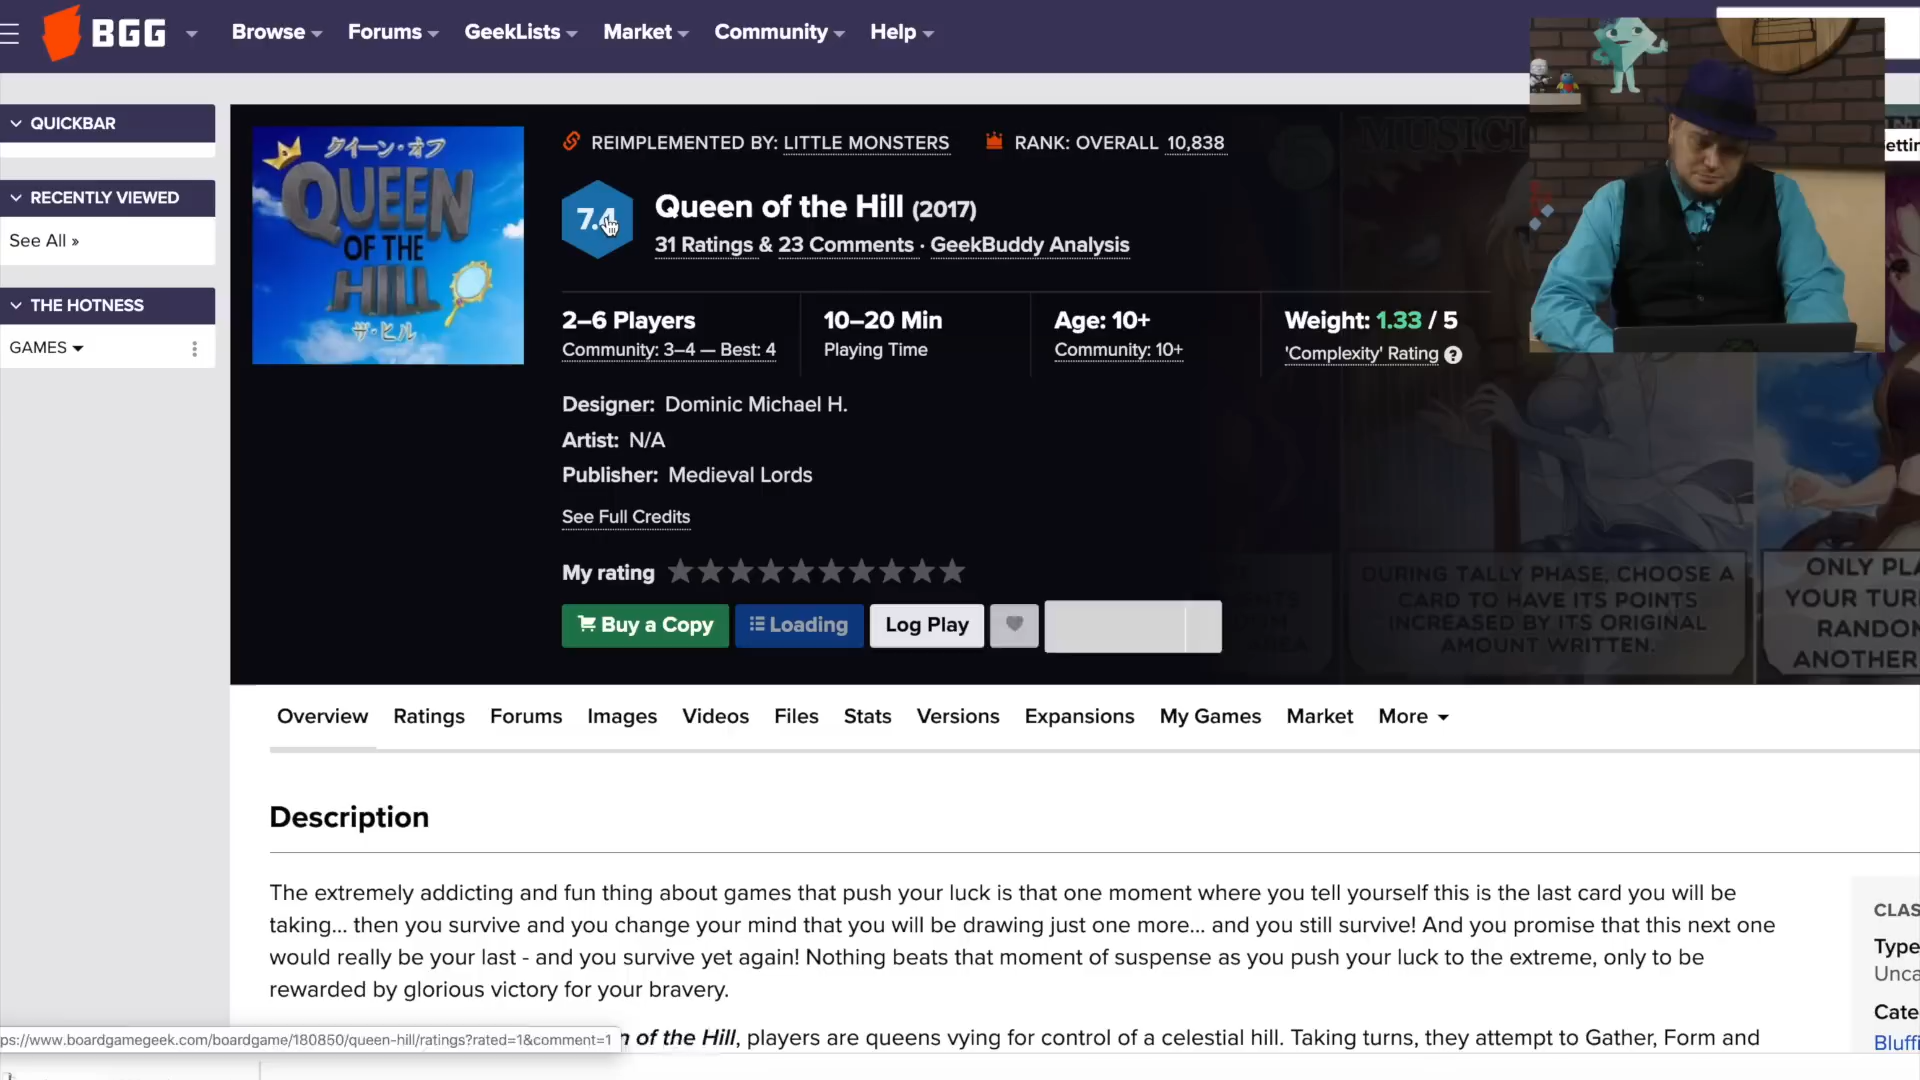 BGG
Browse
Forums
GeekLists
Market
Community
Help
QUICKBAR
RECENTLY VIEWED
See All »
THE HOTNESS
GAMES
クイーン・オブ
QUEEN
OF THE
HILL
ザ・ヒル
REIMPLEMENTED BY: LITTLE MONSTERS
RANK: OVERALL 10,838
7.4
Queen of the Hill (2017)
31 Ratings & 23 Comments · GeekBuddy Analysis
2–6 Players
Community: 3–4 — Best: 4
10–20 Min
Playing Time
Age: 10+
Community: 10+
Weight: 1.33 / 5
'Complexity' Rating ?
Designer: Dominic Michael H.
Artist: N/A
Publisher: Medieval Lords
See Full Credits
My rating
Buy a Copy
Loading
Log Play
DURING TALLY PHASE, CHOOSE A
CARD TO HAVE ITS POINTS
INCREASED BY ITS ORIGINAL
AMOUNT WRITTEN.
ONLY PLA
YOUR TUR
RANDO
ANOTHER
Overview
Ratings
Forums
Images
Videos
Files
Stats
Versions
Expansions
My Games
Market
More
Description
The extremely addicting and fun thing about games that push your luck is that one moment where you tell yourself this is the last card you will be
taking... then you survive and you change your mind that you will be drawing just one more... and you still survive! And you promise that this next one
would really be your last - and you survive yet again! Nothing beats that moment of suspense as you push your luck to the extreme, only to be
rewarded by glorious victory for your bravery.
n of the Hill, players are queens vying for control of a celestial hill. Taking turns, they attempt to Gather, Form and
CLAS
Type
Unca
Cate
Bluffi
ps://www.boardgamegeek.com/boardgame/180850/queen-hill/ratings?rated=1&comment=1